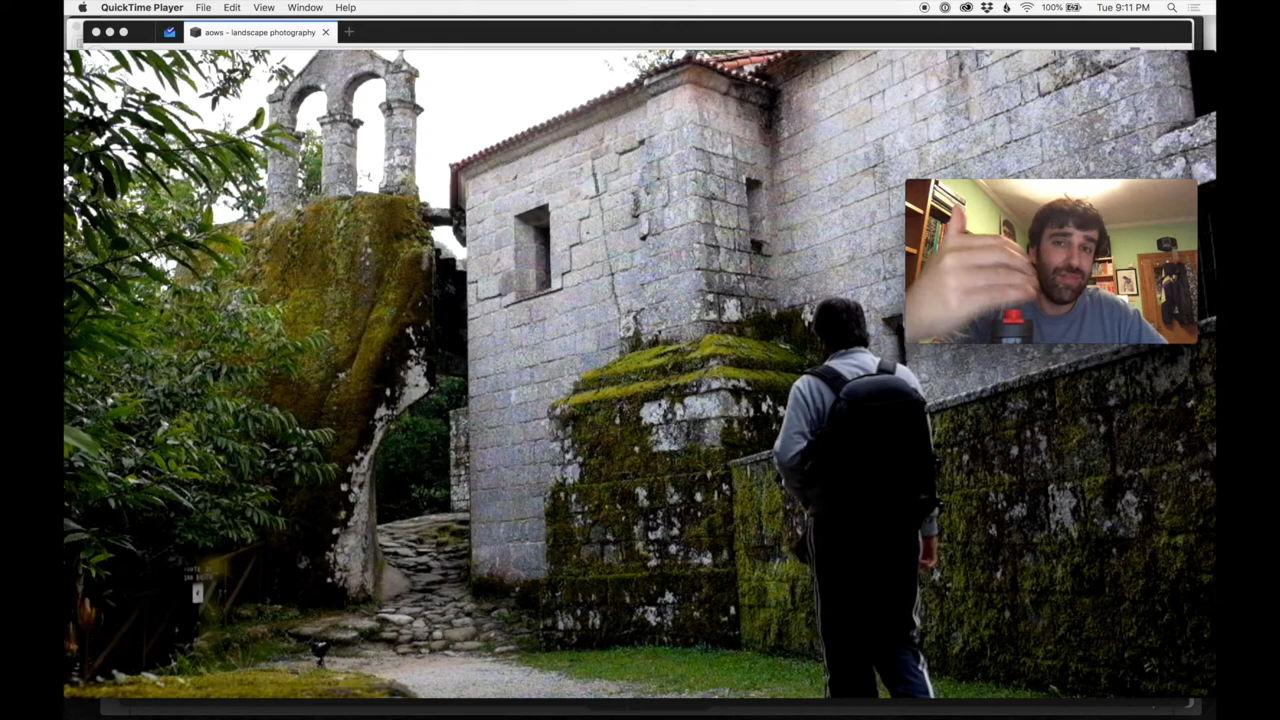 QuickTime Player File Edit View Window Help
100% Tue 9:11 PM
aows - landscape photography